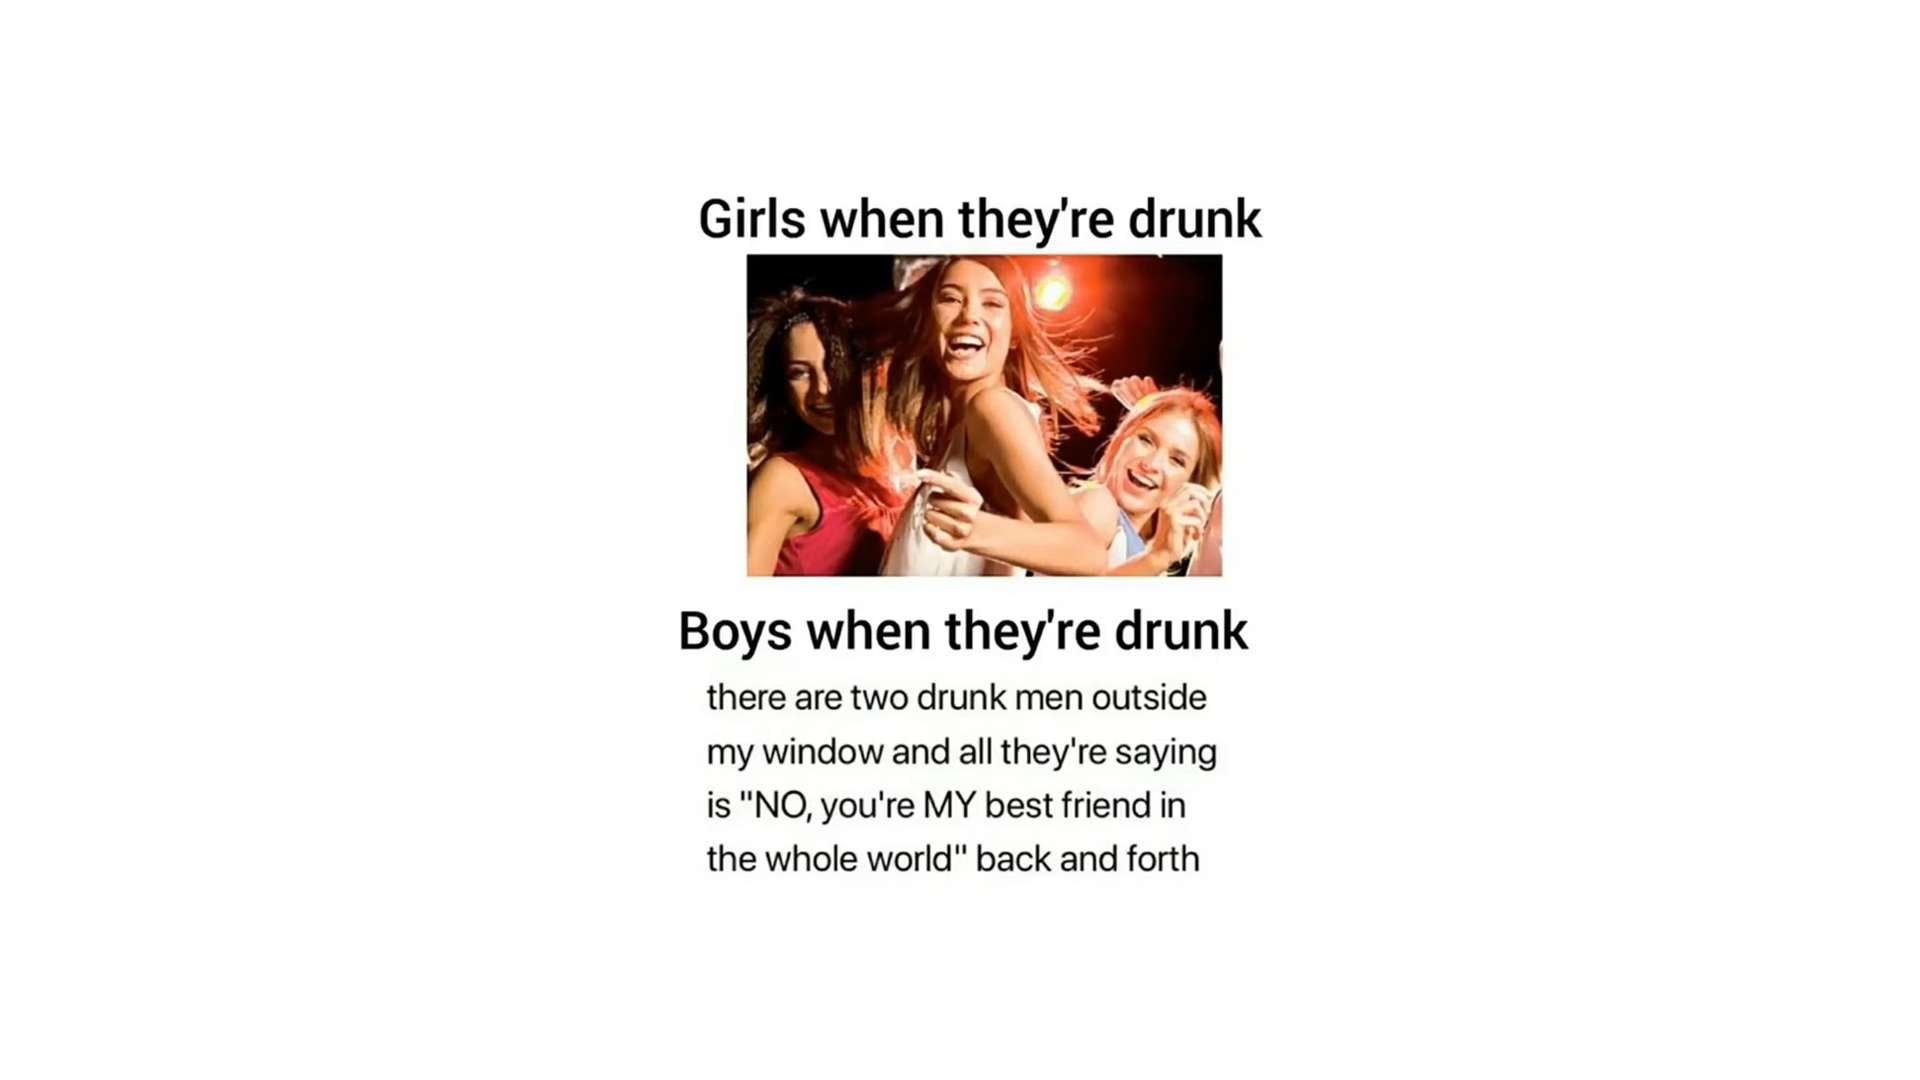 Girls when they're drunk
Boys when they're drunk
there are two drunk men outside
my window and all they're saying
is "NO, you're MY best friend in
the whole world" back and forth